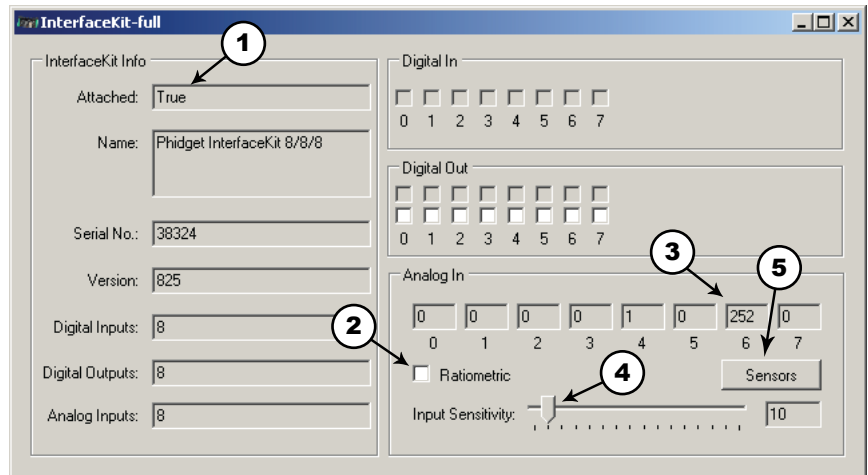 InterfaceKit-full
1
InterfaceKit Info
Attached: True
Name: Phidget InterfaceKit 8/8/8
Serial No.: 38324
Version: 825
Digital Inputs: 8
Digital Outputs: 8
Analog Inputs: 8
Digital In
0 1 2 3 4 5 6 7
Digital Out
0 1 2 3 4 5 6 7
3
5
Analog In
0 0 0 0 1 0 252 0
0 1 2 3 4 5 6 7
2
Ratiometric
4
Sensors
Input Sensitivity: 10